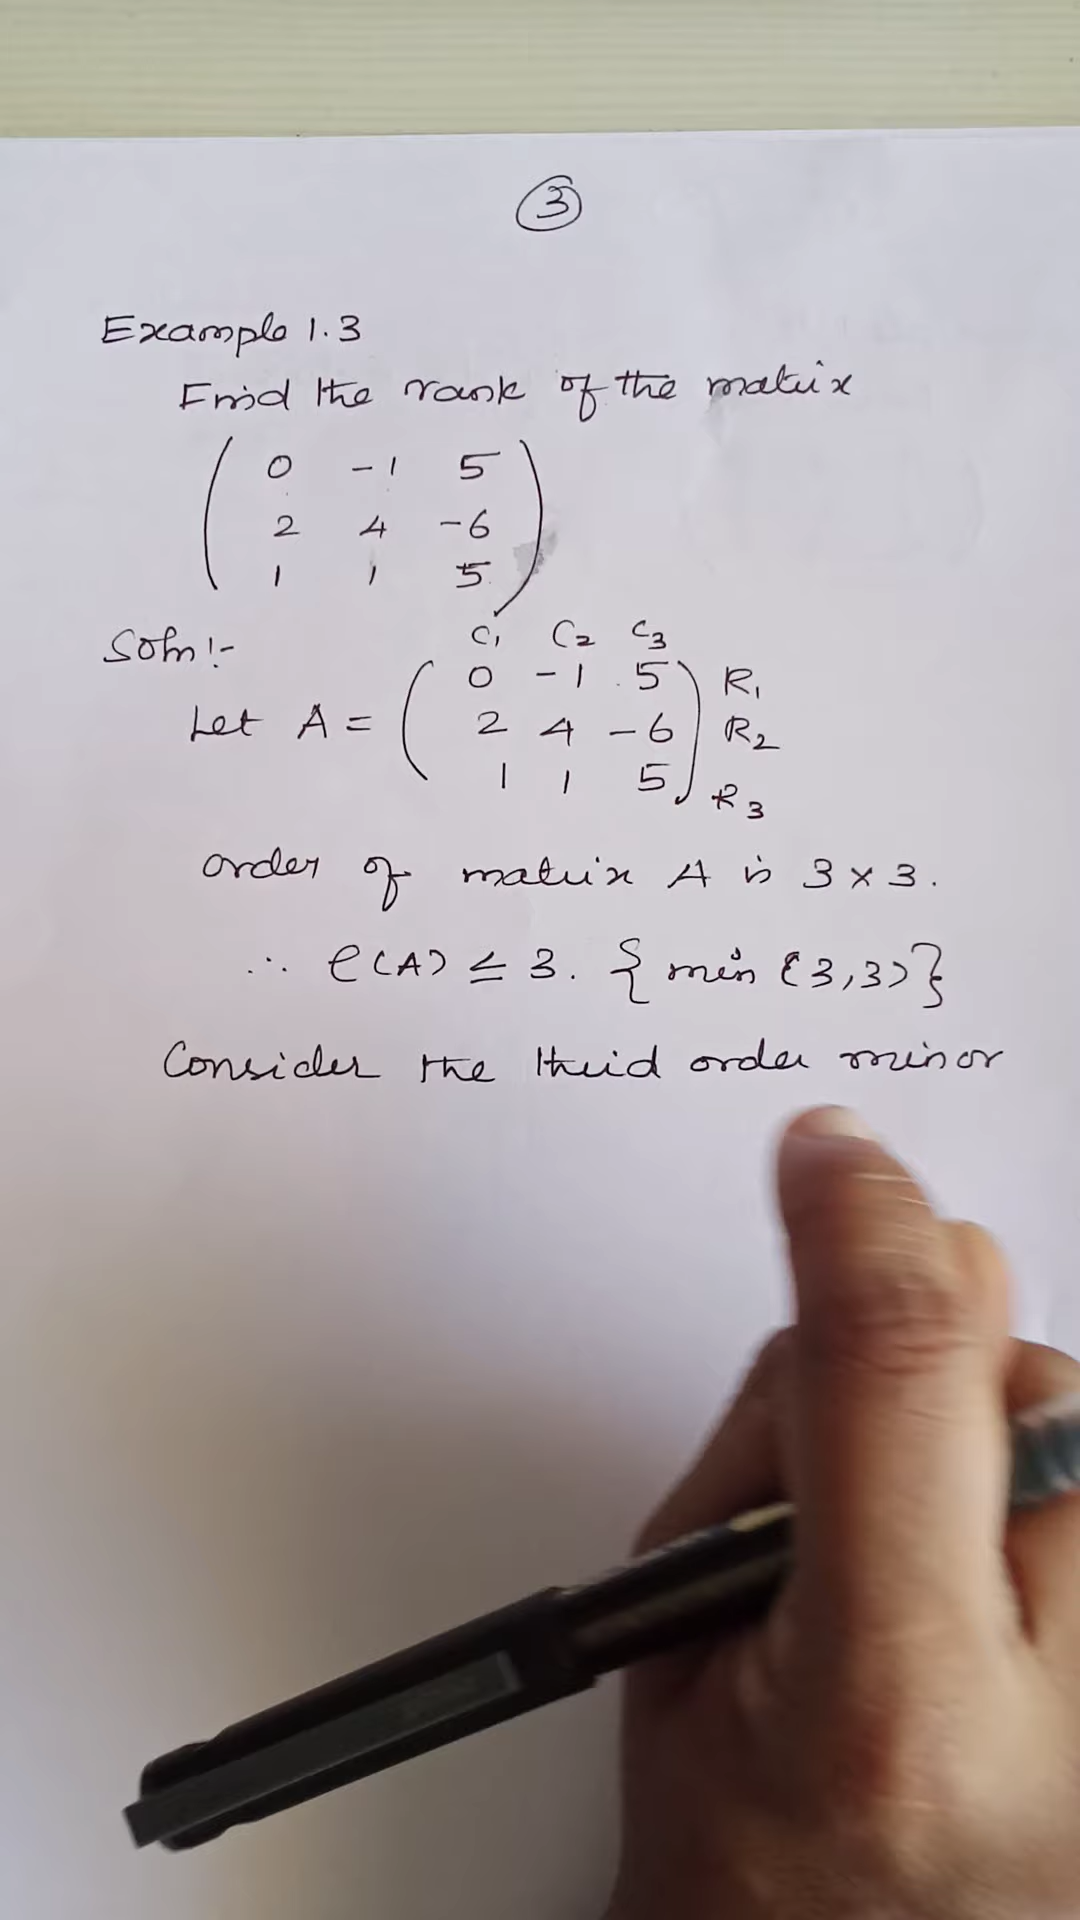 3
Example 1.3
Find the rank of the matrix
0 -1 5
2 4 -6
1 1 5
Soln:-
C1 C2 C3
0 -1 5 R1
Let A = 2 4 -6 R2
1 1 5 R3
order of matrix A is 3 × 3.
∴ ρ(A) ≤ 3. {min (3,3)}
Consider the third order minor